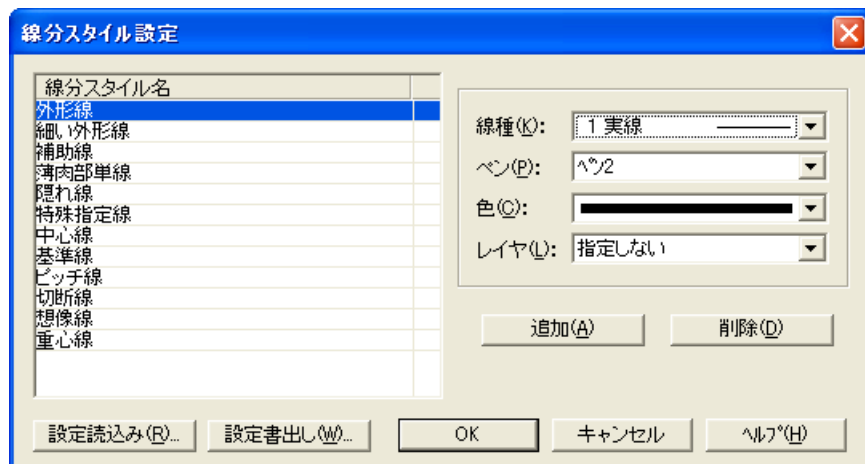 線分スタイル設定
線分スタイル名
外形線
細い外形線
補助線
薄肉部単線
隠れ線
特殊指定線
中心線
基準線
ピッチ線
切断線
想像線
重心線
線種(K): 1 実線
ペン(P): ﾍﾟﾝ2
色(C):
レイヤ(L): 指定しない
追加(A) 削除(D)
設定読込み(R)... 設定書出し(W)... OK キャンセル ﾍﾙﾌﾟ(H)